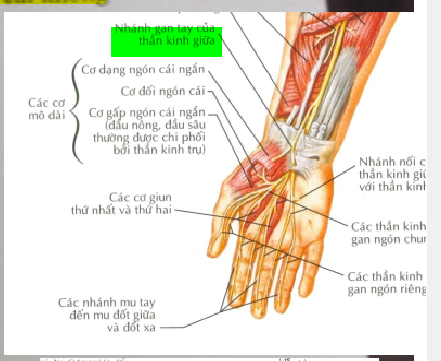 Nhánh gan tay của
thần kinh giữa
Cơ dạng ngón cái ngắn
Cơ đối ngón cái
Các cơ
mô dài
Cơ gấp ngón cái ngắn
(đầu nông, đầu sâu
thường được chi phối
bởi thần kinh trụ)
Nhánh nối
thần kinh
với thần kinh
Các cơ giun
thứ nhất và thứ hai
Các thần kinh
gan ngón
Các thần kinh
gan ngón riêng
Các nhánh mu tay
đến mu đốt giữa
và đốt xa